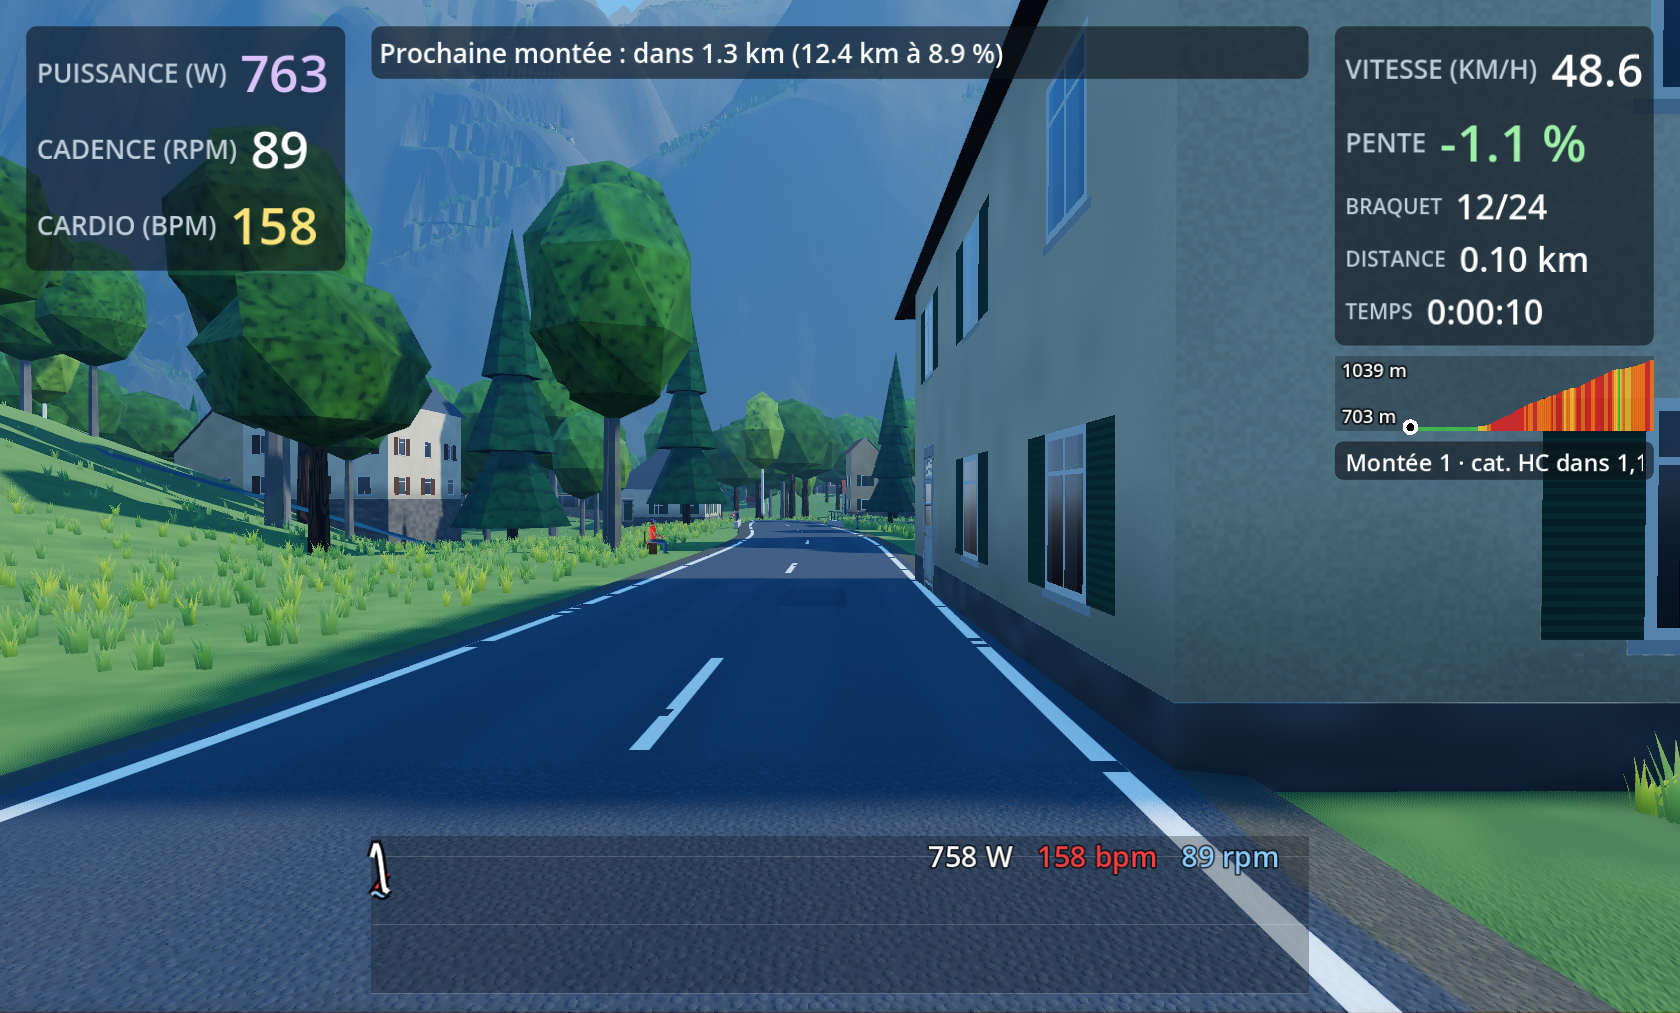 PUISSANCE (W) 763
CADENCE (RPM) 89
CARDIO (BPM) 158
Prochaine montée : dans 1.3 km (12.4 km à 8.9 %)
VITESSE (KM/H) 48.6
PENTE -1.1 %
BRAQUET 12/24
DISTANCE 0.10 km
TEMPS 0:00:10
1039 m
703 m
Montée 1 · cat. HC dans 1,1
758 W 158 bpm 89 rpm